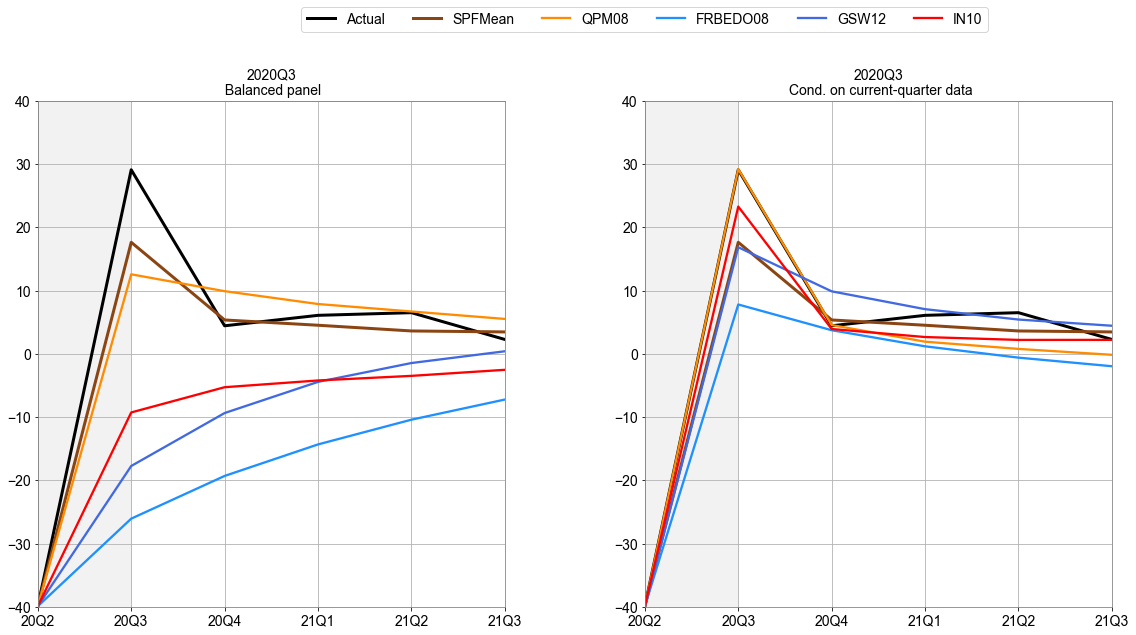 Actual SPFMean QPM08 FRBEDO08 GSW12 IN10
2020Q3
Balanced panel
40
30
20
10
0
−10
−20
−30
−40
20Q2 20Q3 20Q4 21Q1 21Q2 21Q3
2020Q3
Cond. on current-quarter data
40
30
20
10
0
−10
−20
−30
−40
20Q2 20Q3 20Q4 21Q1 21Q2 21Q3